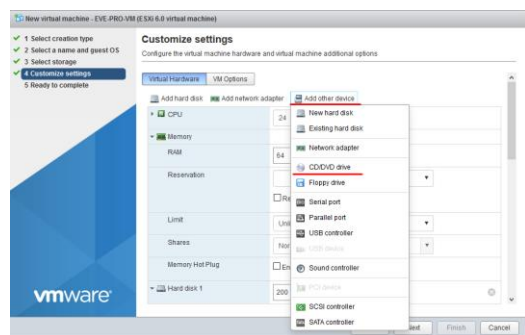 New virtual machine - EVE-PRO-VM (ESXi 6.0 virtual machine)
1 Select creation type
2 Select a name and guest OS
3 Select storage
4 Customize settings
5 Ready to complete
Customize settings
Configure the virtual machine hardware and virtual machine additional options
Virtual Hardware VM Options
Add hard disk Add network adapter Add other device
CPU 24
Memory
RAM 64
Reservation
Limit
Shares
Memory Hot Plug
Hard disk 1 200
New hard disk
Existing hard disk
Network adapter
CD/DVD drive
Floppy drive
Serial port
Parallel port
USB controller
USB device
Sound controller
PCI device
SCSI controller
SATA controller
vmware
Finish Cancel